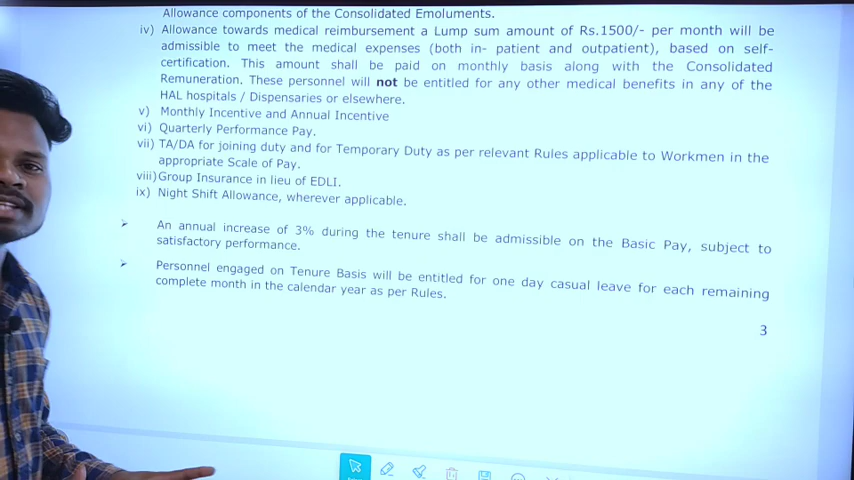 Allowance components of the Consolidated Emoluments.
iv) Allowance towards medical reimbursement a Lump sum amount of Rs.1500/- per month will be
admissible to meet the medical expenses (both in- patient and outpatient), based on self-
certification. This amount shall be paid on monthly basis along with the Consolidated
Remuneration. These personnel will not be entitled for any other medical benefits in any of the
HAL hospitals / Dispensaries or elsewhere.
v) Monthly Incentive and Annual Incentive
vi) Quarterly Performance Pay.
vii) TA/DA for joining duty and for Temporary Duty as per relevant Rules applicable to Workmen in the
appropriate Scale of Pay.
viii)Group Insurance in lieu of EDLI.
ix) Night Shift Allowance, wherever applicable.
➢ An annual increase of 3% during the tenure shall be admissible on the Basic Pay, subject to
satisfactory performance.
➢ Personnel engaged on Tenure Basis will be entitled for one day casual leave for each remaining
complete month in the calendar year as per Rules.
3